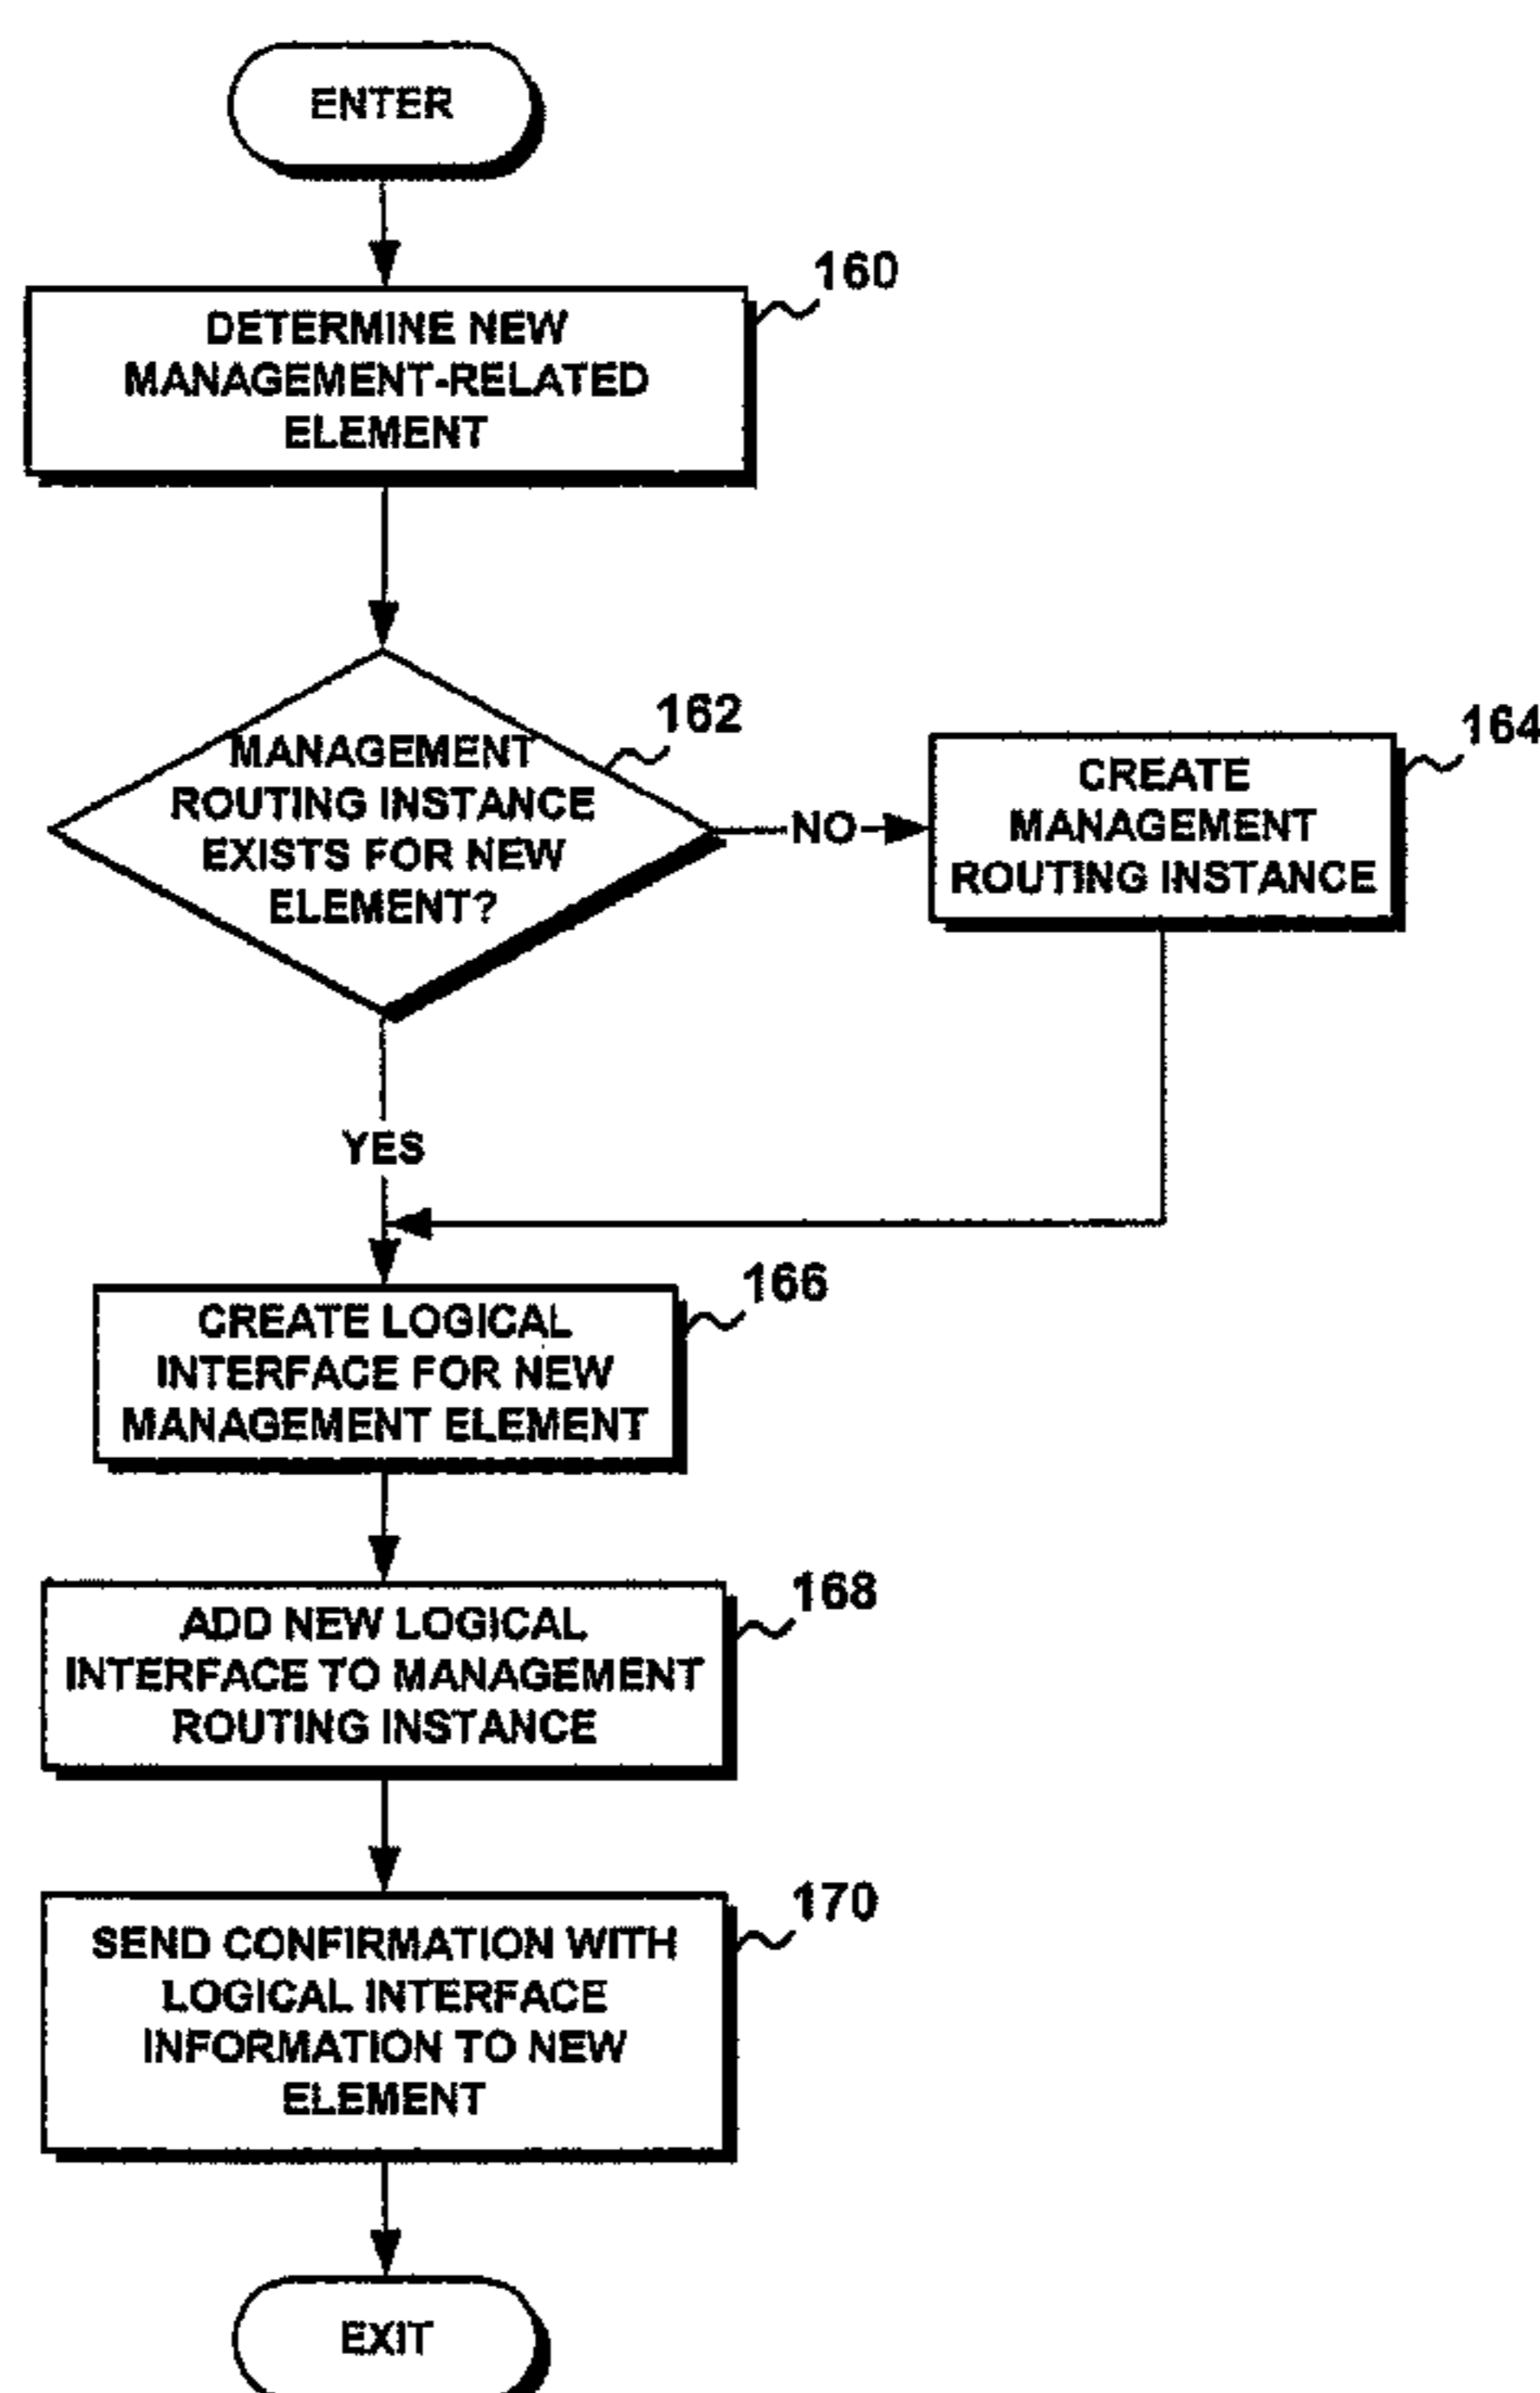 ENTER
160
DETERMINE NEW
MANAGEMENT-RELATED
ELEMENT
162
MANAGEMENT
ROUTING INSTANCE
EXISTS FOR NEW
ELEMENT?
NO
164
CREATE
MANAGEMENT
ROUTING INSTANCE
YES
166
CREATE LOGICAL
INTERFACE FOR NEW
MANAGEMENT ELEMENT
168
ADD NEW LOGICAL
INTERFACE TO MANAGEMENT
ROUTING INSTANCE
170
SEND CONFIRMATION WITH
LOGICAL INTERFACE
INFORMATION TO NEW
ELEMENT
EXIT